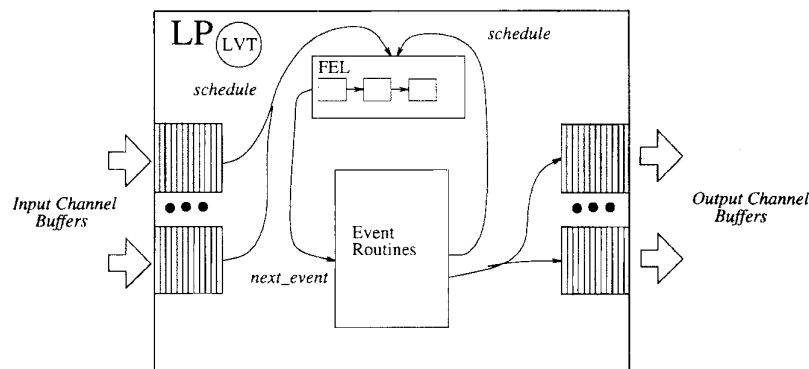 LP
LVT
schedule
schedule
FEL
Input Channel
Buffers
Event
Routines
next_event
Output Channel
Buffers